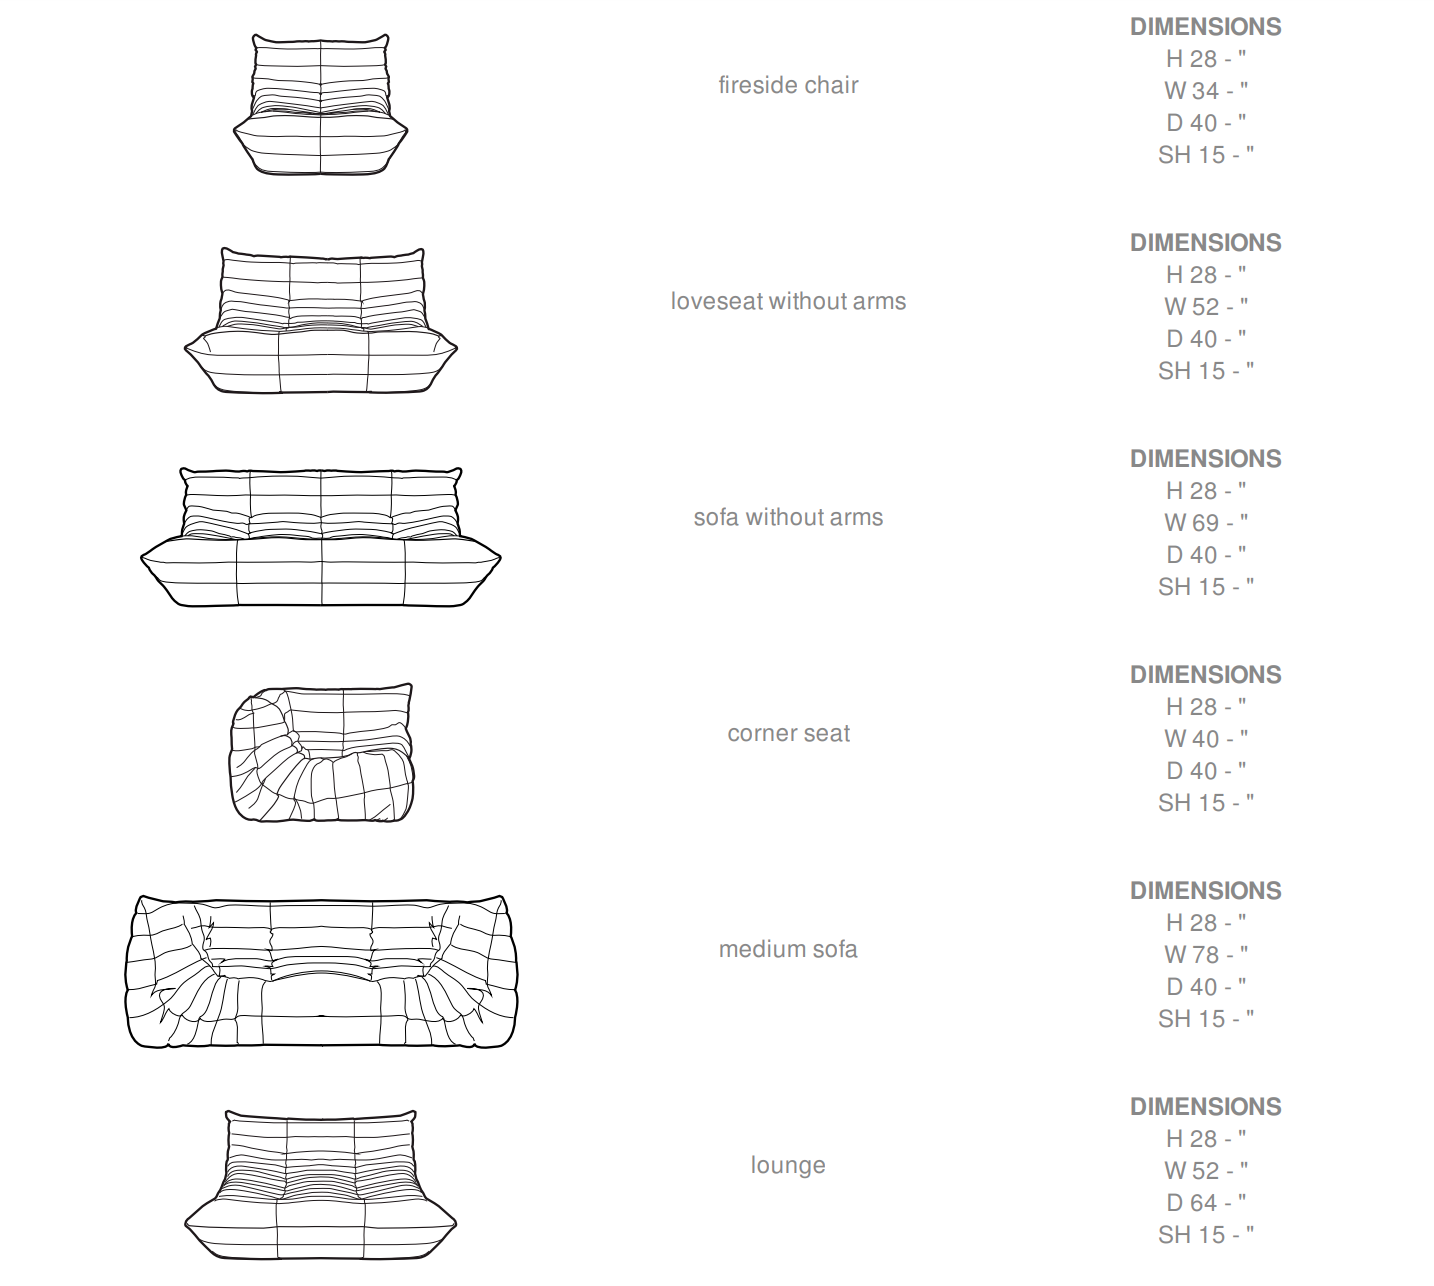 DIMENSIONS
H 28 - "
fireside chair
W 34 - "
D 40 - "
SH 15 - "
DIMENSIONS
H 28 - "
loveseat without arms
W 52 - "
D 40 - "
SH 15 - "
DIMENSIONS
H 28 - "
sofa without arms
W 69 - "
D 40 - "
SH 15 - "
DIMENSIONS
H 28 - "
corner seat
W 40 - "
D 40 - "
SH 15 - "
DIMENSIONS
H 28 - "
medium sofa
W 78 - "
D 40 - "
SH 15 - "
DIMENSIONS
H 28 - "
lounge
W 52 - "
D 64 - "
SH 15 - "